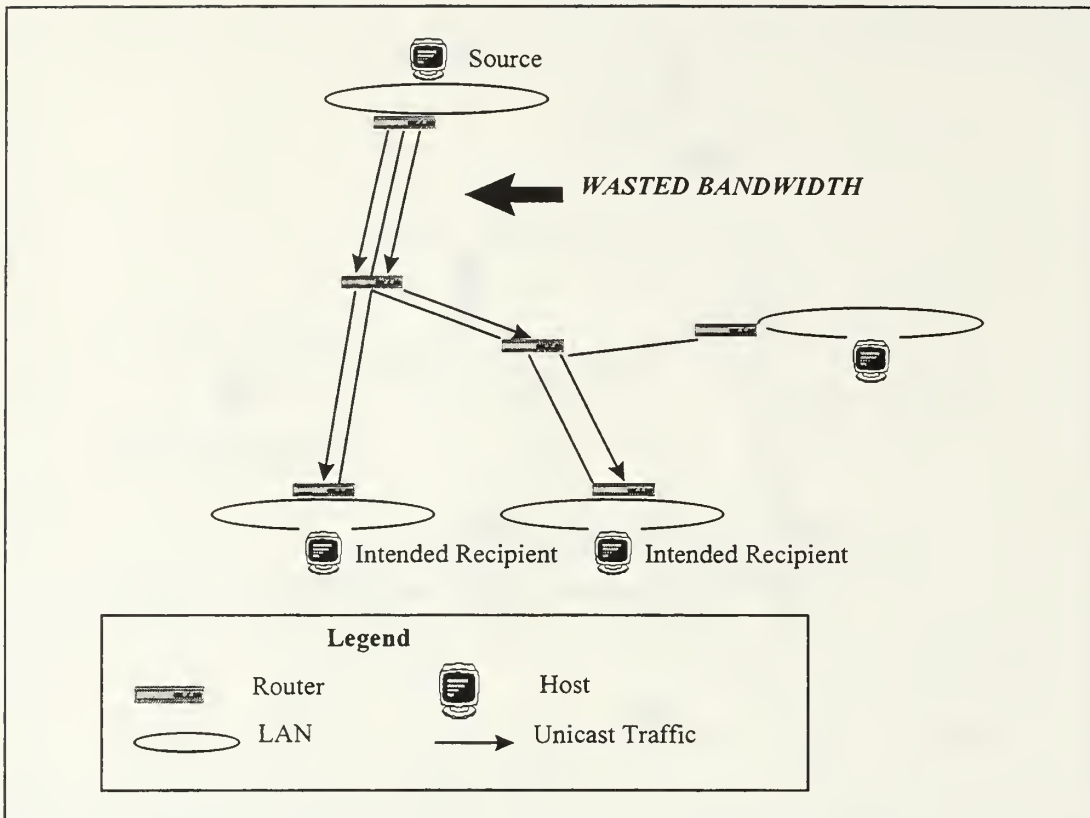 Source
WASTED BANDWIDTH
Intended Recipient
Intended Recipient
Legend
Router
Host
LAN
Unicast Traffic